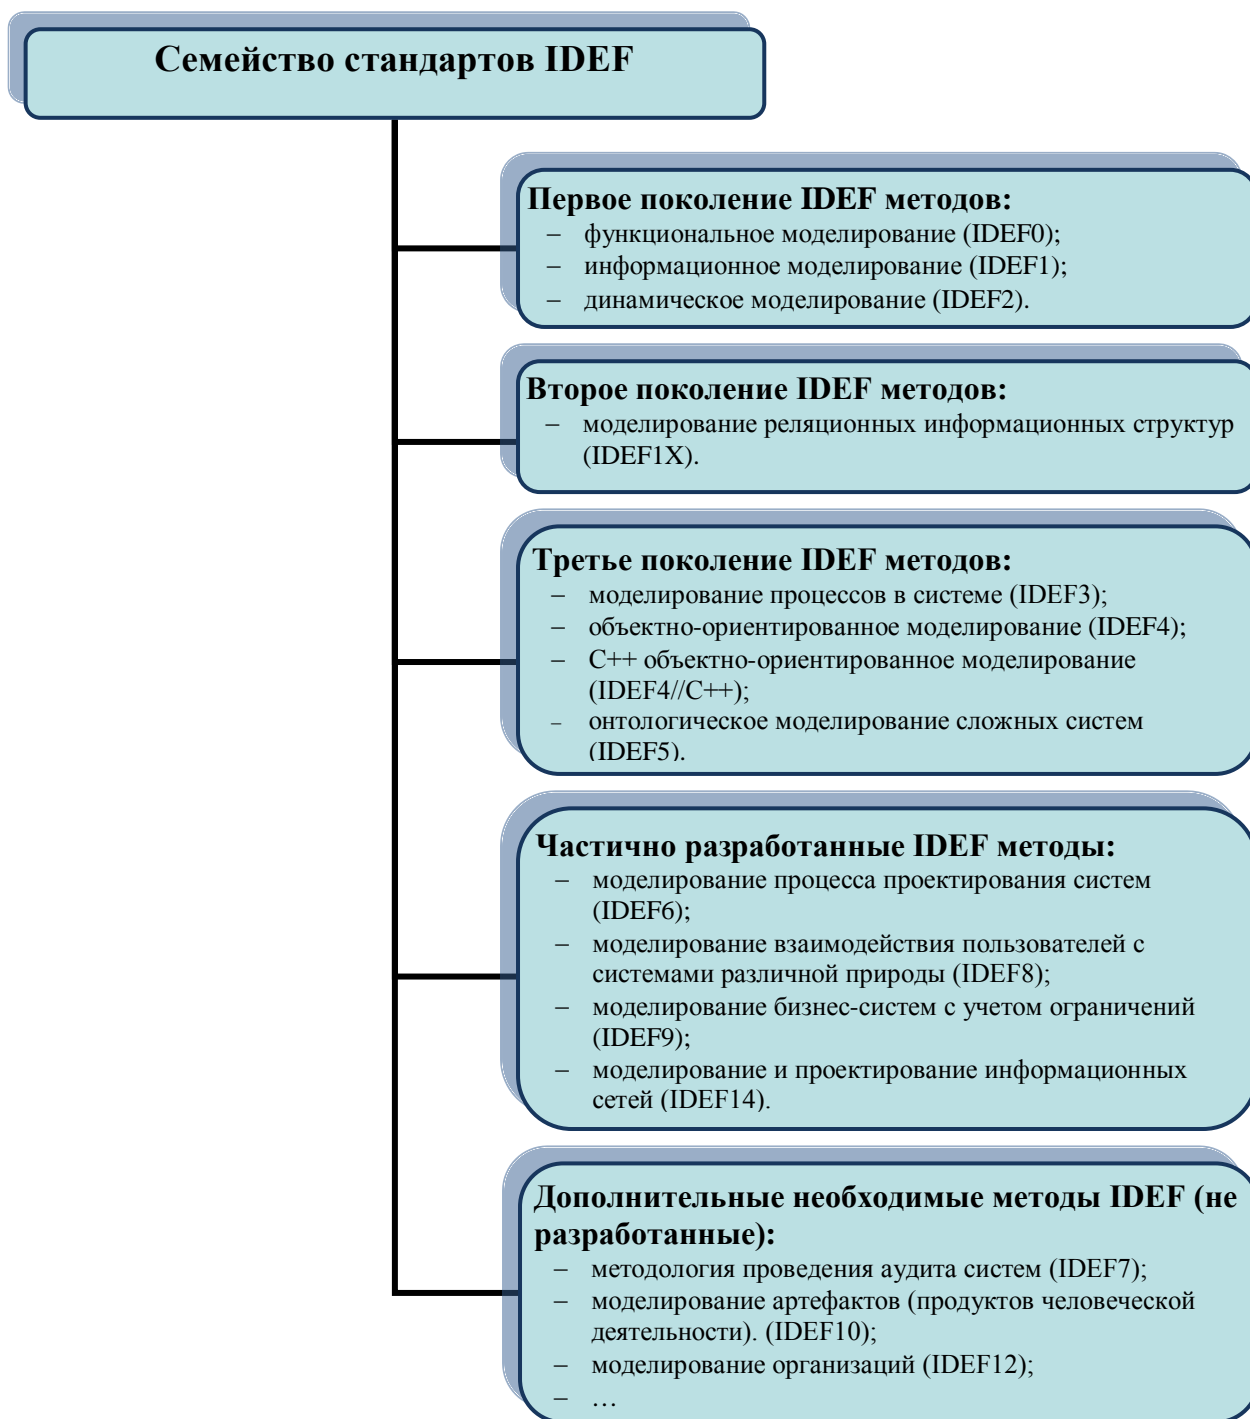 Семейство стандартов IDEF
Первое поколение IDEF методов:
– функциональное моделирование (IDEF0);
– информационное моделирование (IDEF1);
– динамическое моделирование (IDEF2).
Второе поколение IDEF методов:
– моделирование реляционных информационных структур
(IDEF1X).
Третье поколение IDEF методов:
– моделирование процессов в системе (IDEF3);
– объектно-ориентированное моделирование (IDEF4);
– C++ объектно-ориентированное моделирование
(IDEF4//C++);
– онтологическое моделирование сложных систем
(IDEF5).
Частично разработанные IDEF методы:
– моделирование процесса проектирования систем
(IDEF6);
– моделирование взаимодействия пользователей с
системами различной природы (IDEF8);
– моделирование бизнес-систем с учетом ограничений
(IDEF9);
– моделирование и проектирование информационных
сетей (IDEF14).
Дополнительные необходимые методы IDEF (не
разработанные):
– методология проведения аудита систем (IDEF7);
– моделирование артефактов (продуктов человеческой
деятельности). (IDEF10);
– моделирование организаций (IDEF12);
– …